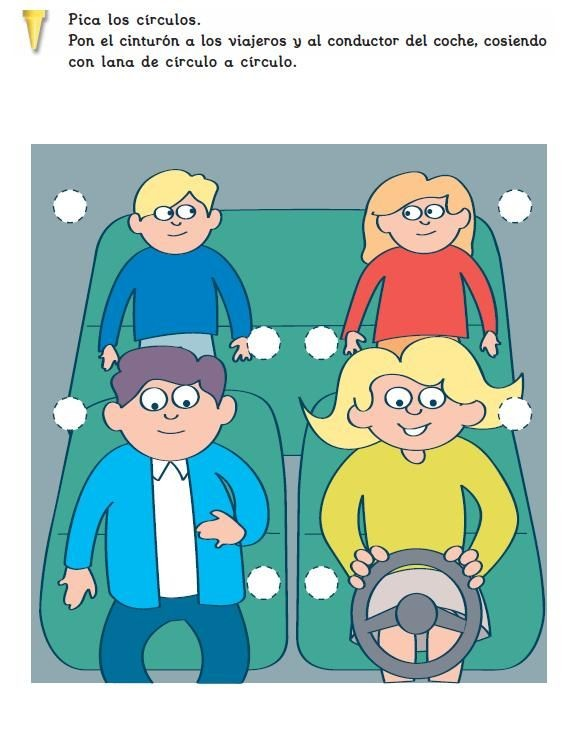 Pica los círculos.
Pon el cinturón a los viajeros y al conductor del coche, cosiendo
con lana de círculo a círculo.